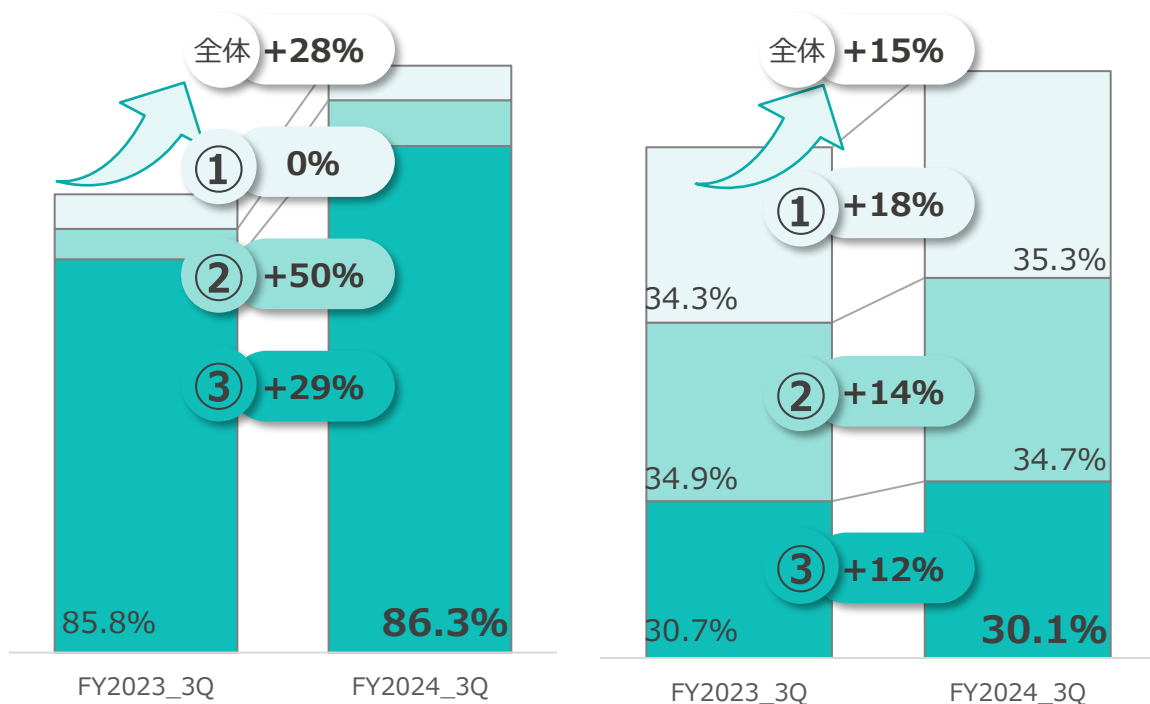 全体 +28%
① 0%
② +50%
③ +29%
85.8%
86.3%
FY2023_3Q
FY2024_3Q
全体 +15%
① +18%
35.3%
34.3%
② +14%
34.9%
34.7%
③ +12%
30.7%
30.1%
FY2023_3Q
FY2024_3Q